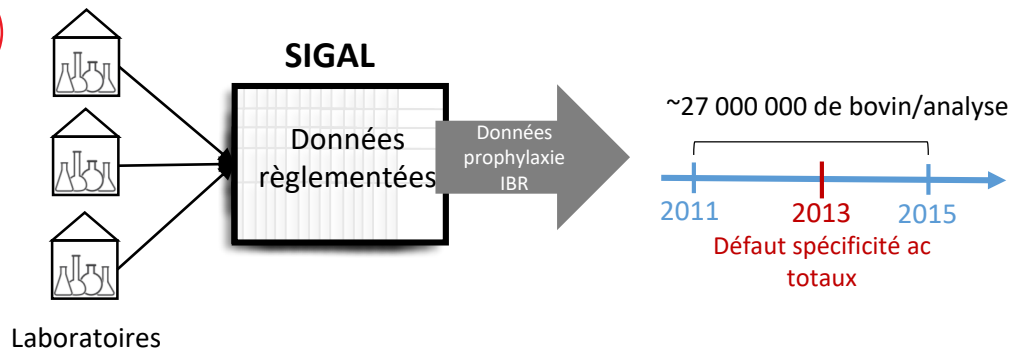 SIGAL
Données
règlementées
Données
prophylaxie
IBR
~27 000 000 de bovin/analyse
2011
2013
2015
Défaut spécificité ac
totaux
Laboratoires